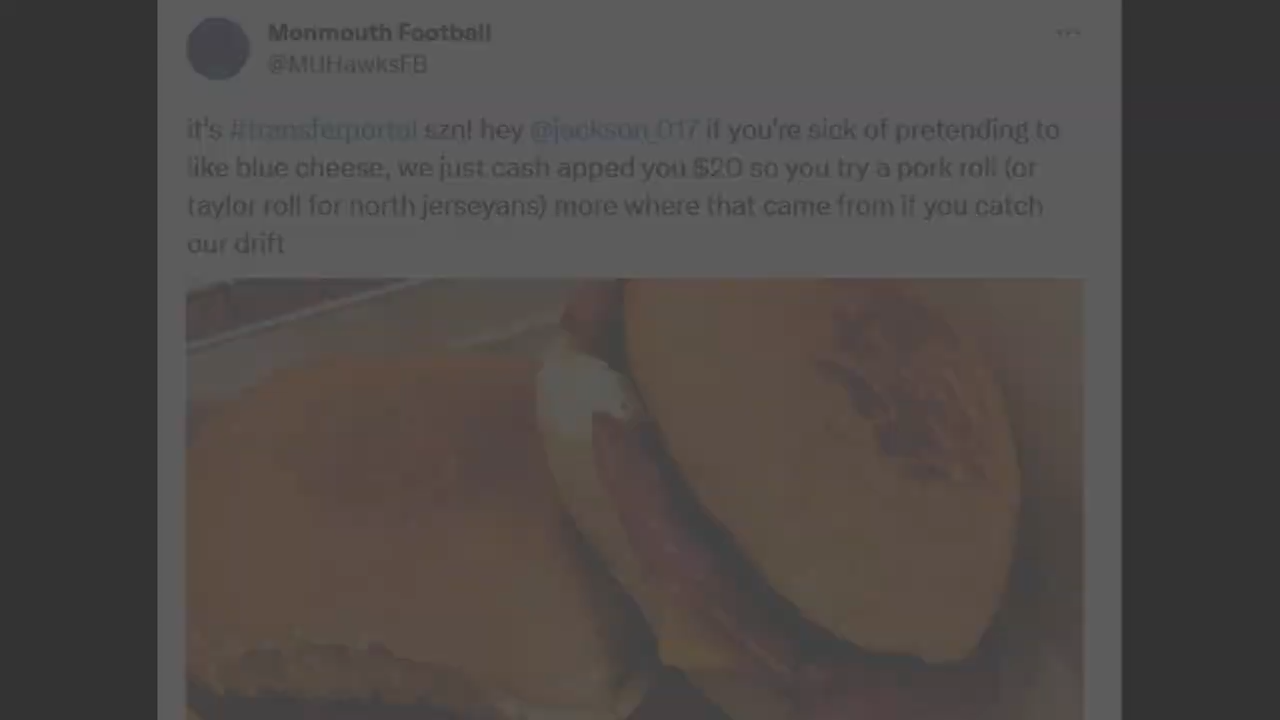 Monmouth Football
@MUHawksFB
it's #transferportal szn! hey @jackson_017 if you're sick of pretending to
like blue cheese, we just cash apped you $20 so you try a pork roll (or
taylor roll for north jerseyans) more where that came from if you catch
our drift